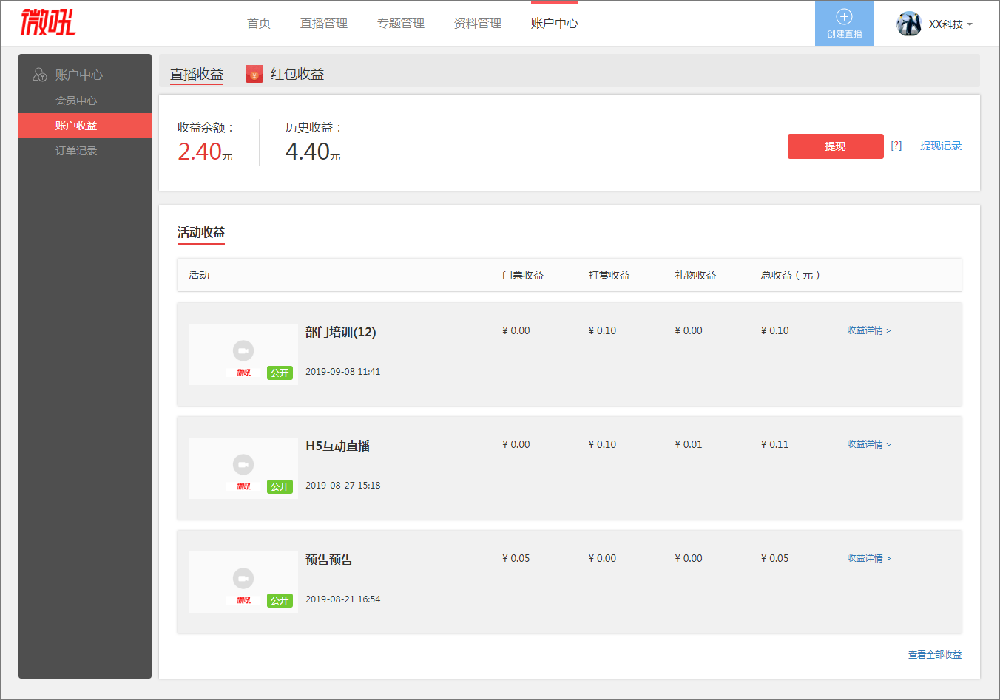 微吼
首页 直播管理 专题管理 资料管理 账户中心
创建直播
XX科技
账户中心
会员中心
账户收益
订单记录
直播收益 红包收益
收益余额：
2.40元
历史收益：
4.40元
提现 [?] 提现记录
活动收益
活动 门票收益 打赏收益 礼物收益 总收益（元）
部门培训(12) ¥ 0.00 ¥ 0.10 ¥ 0.00 ¥ 0.10 收益详情 >
微吼 公开 2019-09-08 11:41
H5互动直播 ¥ 0.00 ¥ 0.10 ¥ 0.01 ¥ 0.11 收益详情 >
微吼 公开 2019-08-27 15:18
预告预告 ¥ 0.05 ¥ 0.00 ¥ 0.00 ¥ 0.05 收益详情 >
微吼 公开 2019-08-21 16:54
查看全部收益